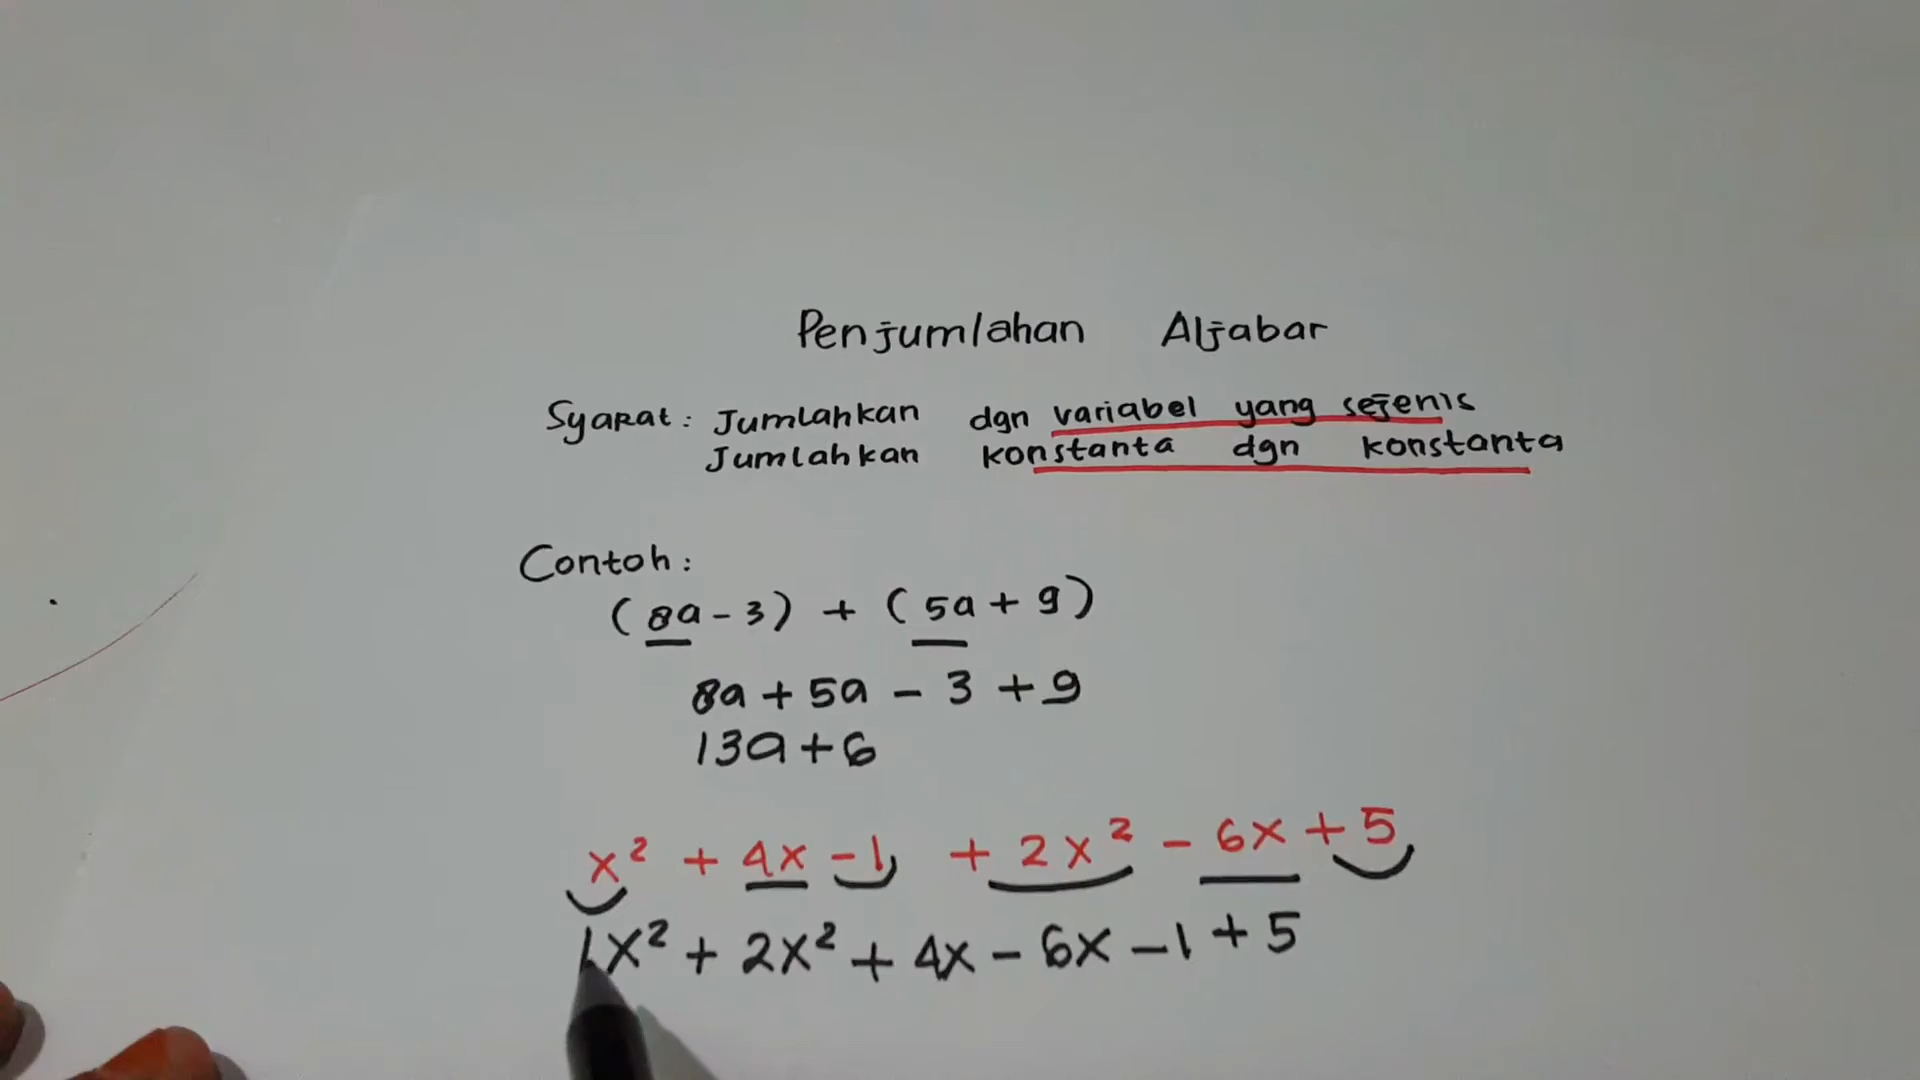 Penjumlahan Aljabar
Syarat: Jumlahkan dgn variabel yang sejenis
Jumlahkan konstanta dgn konstanta
Contoh:
(8a - 3) + (5a + 9)
8a + 5a - 3 + 9
13a + 6
x² + 4x - 1 + 2x² - 6x + 5
1x² + 2x² + 4x - 6x - 1 + 5